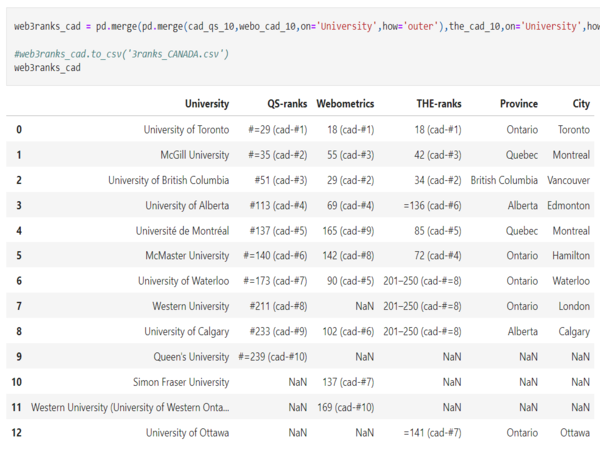 web3ranks_cad = pd.merge(pd.merge(cad_qs_10,webo_cad_10,on='University',how='outer'),the_cad_10,on='University',how
#web3ranks_cad.to_csv('3ranks_CANADA.csv')
web3ranks_cad
University QS-ranks Webometrics THE-ranks Province City
0 University of Toronto #=29 (cad-#1) 18 (cad-#1) 18 (cad-#1) Ontario Toronto
1 McGill University #=35 (cad-#2) 55 (cad-#3) 42 (cad-#3) Quebec Montreal
2 University of British Columbia #51 (cad-#3) 29 (cad-#2) 34 (cad-#2) British Columbia Vancouver
3 University of Alberta #113 (cad-#4) 69 (cad-#4) =136 (cad-#6) Alberta Edmonton
4 Université de Montréal #137 (cad-#5) 165 (cad-#9) 85 (cad-#5) Quebec Montreal
5 McMaster University #=140 (cad-#6) 142 (cad-#8) 72 (cad-#4) Ontario Hamilton
6 University of Waterloo #=173 (cad-#7) 90 (cad-#5) 201–250 (cad-#=8) Ontario Waterloo
7 Western University #211 (cad-#8) NaN 201–250 (cad-#=8) Ontario London
8 University of Calgary #233 (cad-#9) 102 (cad-#6) 201–250 (cad-#=8) Alberta Calgary
9 Queen's University #=239 (cad-#10) NaN NaN NaN NaN
10 Simon Fraser University NaN 137 (cad-#7) NaN NaN NaN
11 Western University (University of Western Onta... NaN 169 (cad-#10) NaN NaN NaN
12 University of Ottawa NaN NaN =141 (cad-#7) Ontario Ottawa